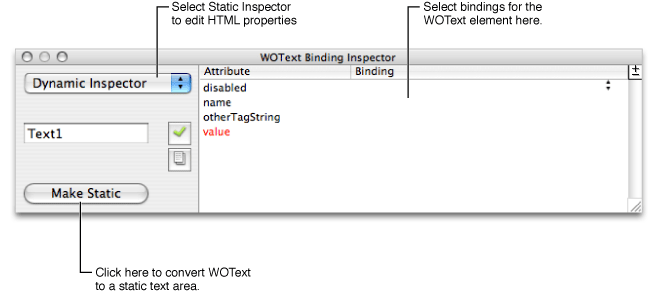 Select Static Inspector
to edit HTML properties
Select bindings for the
WOText element here.
WOText Binding Inspector
Dynamic Inspector
Attribute Binding
disabled
name
otherTagString
value
Text1
Make Static
Click here to convert WOText
to a static text area.